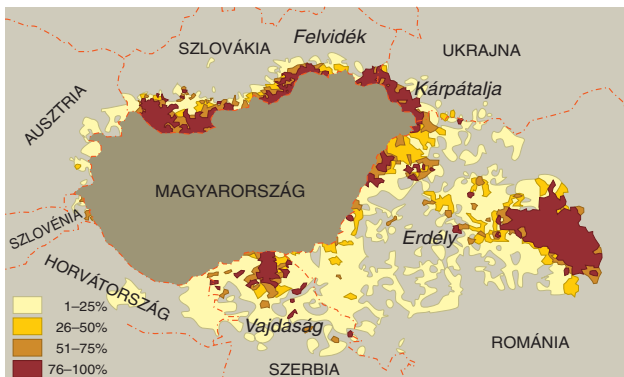 SZLOVÁKIA
Felvidék
UKRAJNA
Kárpátalja
AUSZTRIA
MAGYARORSZÁG
SZLOVÉNIA
Erdély
HORVÁTORSZÁG
1–25%
26–50%
51–75%
76–100%
Vajdaság
SZERBIA
ROMÁNIA